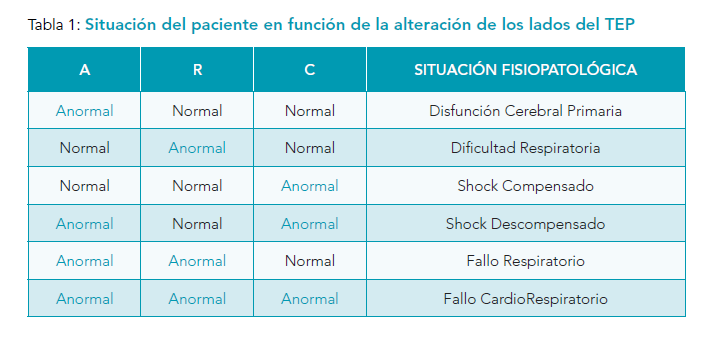 Tabla 1: Situación del paciente en función de la alteración de los lados del TEP
A R C SITUACIÓN FISIOPATOLÓGICA
Anormal Normal Normal Disfunción Cerebral Primaria
Normal Anormal Normal Dificultad Respiratoria
Normal Normal Anormal Shock Compensado
Anormal Normal Anormal Shock Descompensado
Anormal Anormal Normal Fallo Respiratorio
Anormal Anormal Anormal Fallo CardioRespiratorio